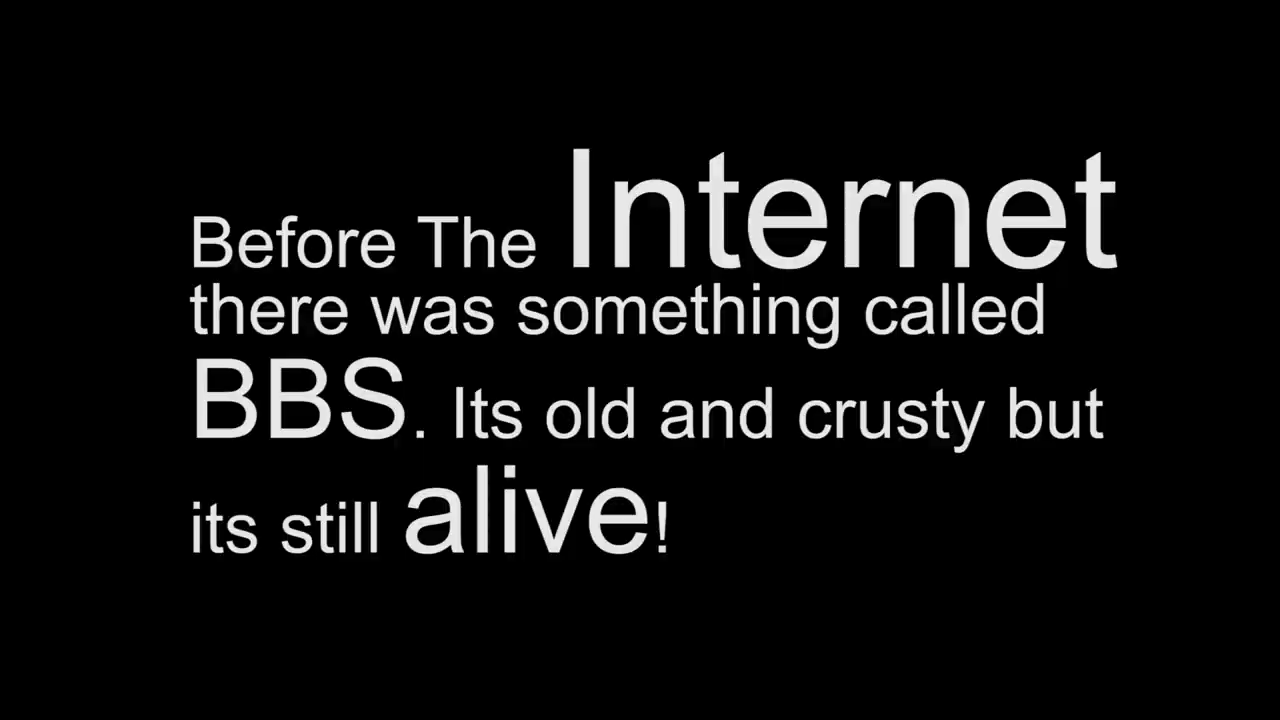 Before The Internet
there was something called
BBS. Its old and crusty but
its still alive!